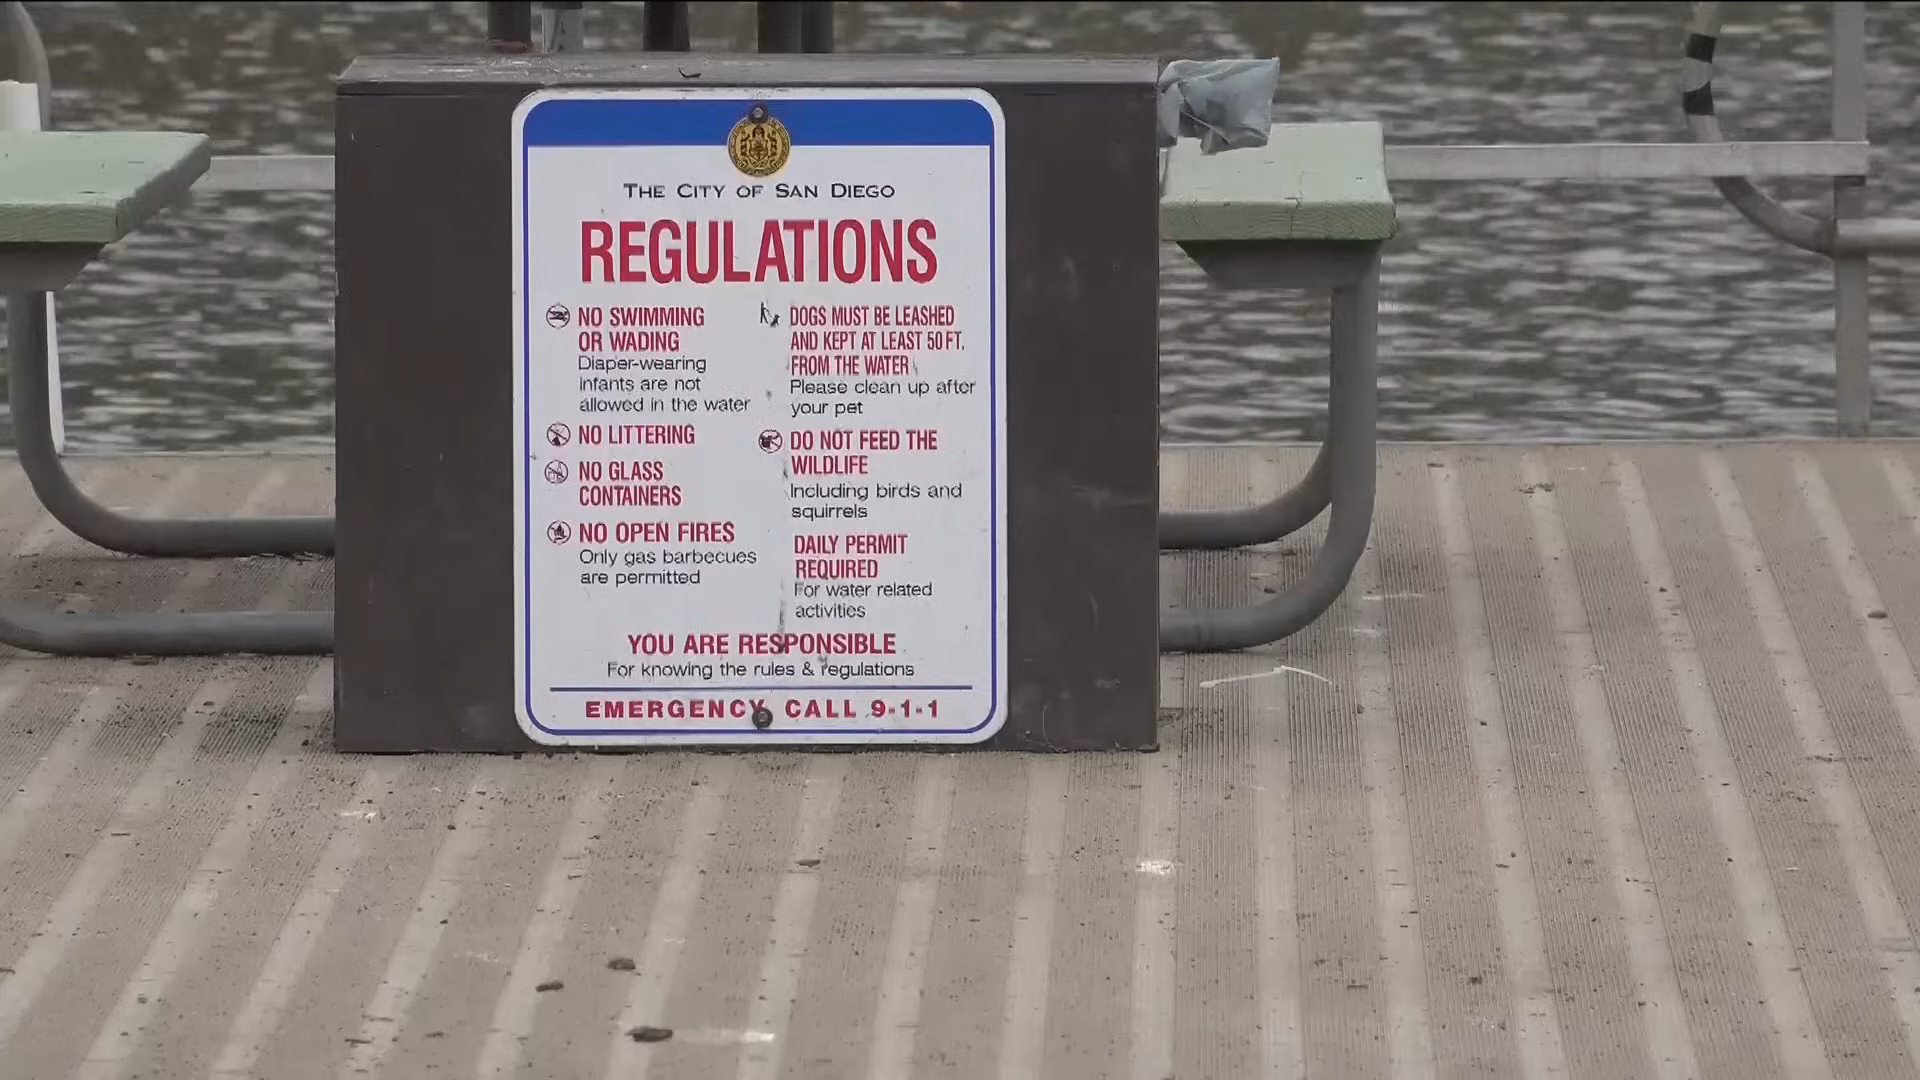 THE CITY OF SAN DIEGO
REGULATIONS
NO SWIMMING
OR WADING
Diaper-wearing
infants are not
allowed in the water
NO LITTERING
NO GLASS
CONTAINERS
NO OPEN FIRES
Only gas barbecues
are permitted
DOGS MUST BE LEASHED
AND KEPT AT LEAST 50 FT.
FROM THE WATER
Please clean up after
your pet
DO NOT FEED THE
WILDLIFE
Including birds and
squirrels
DAILY PERMIT
REQUIRED
For water related
activities
YOU ARE RESPONSIBLE
For knowing the rules & regulations
EMERGENCY CALL 9-1-1